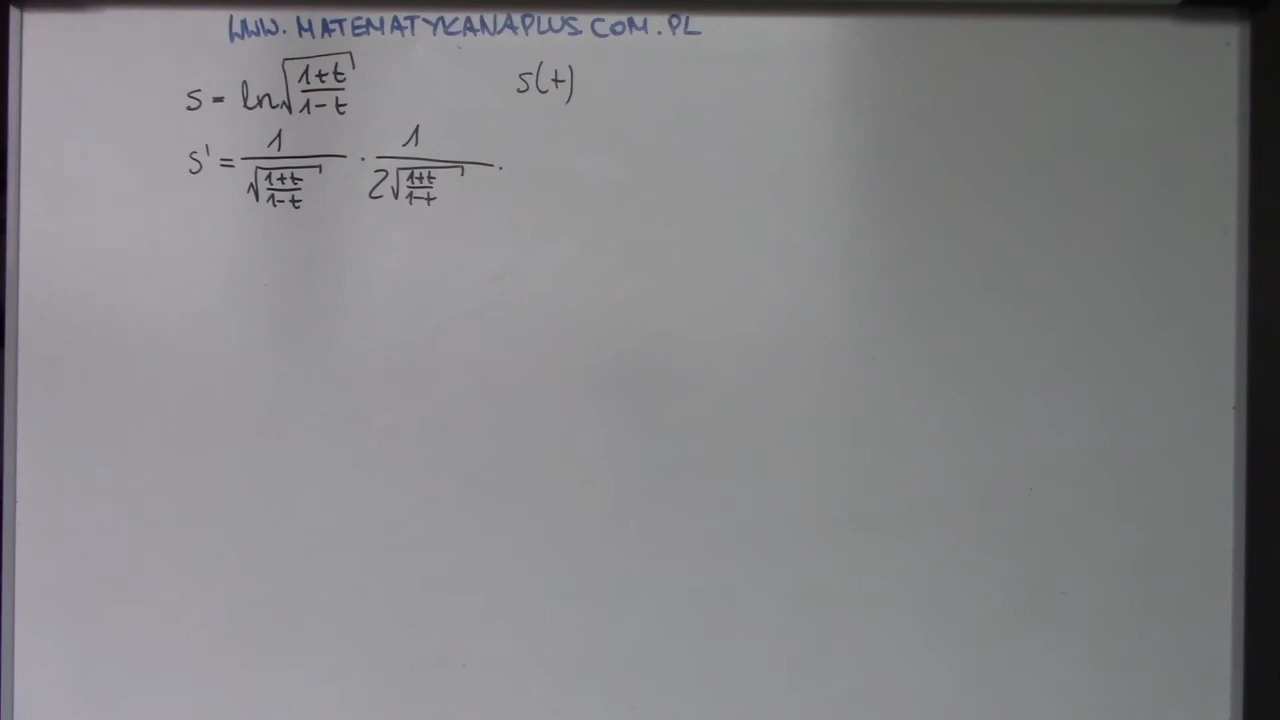 WWW.MATEMATYKANAPLUS.COM.PL
s = ln√((1+t)/(1-t))    s(t)
s' = 1/√((1+t)/(1-t)) · 1/(2√((1+t)/(1-t))) ·